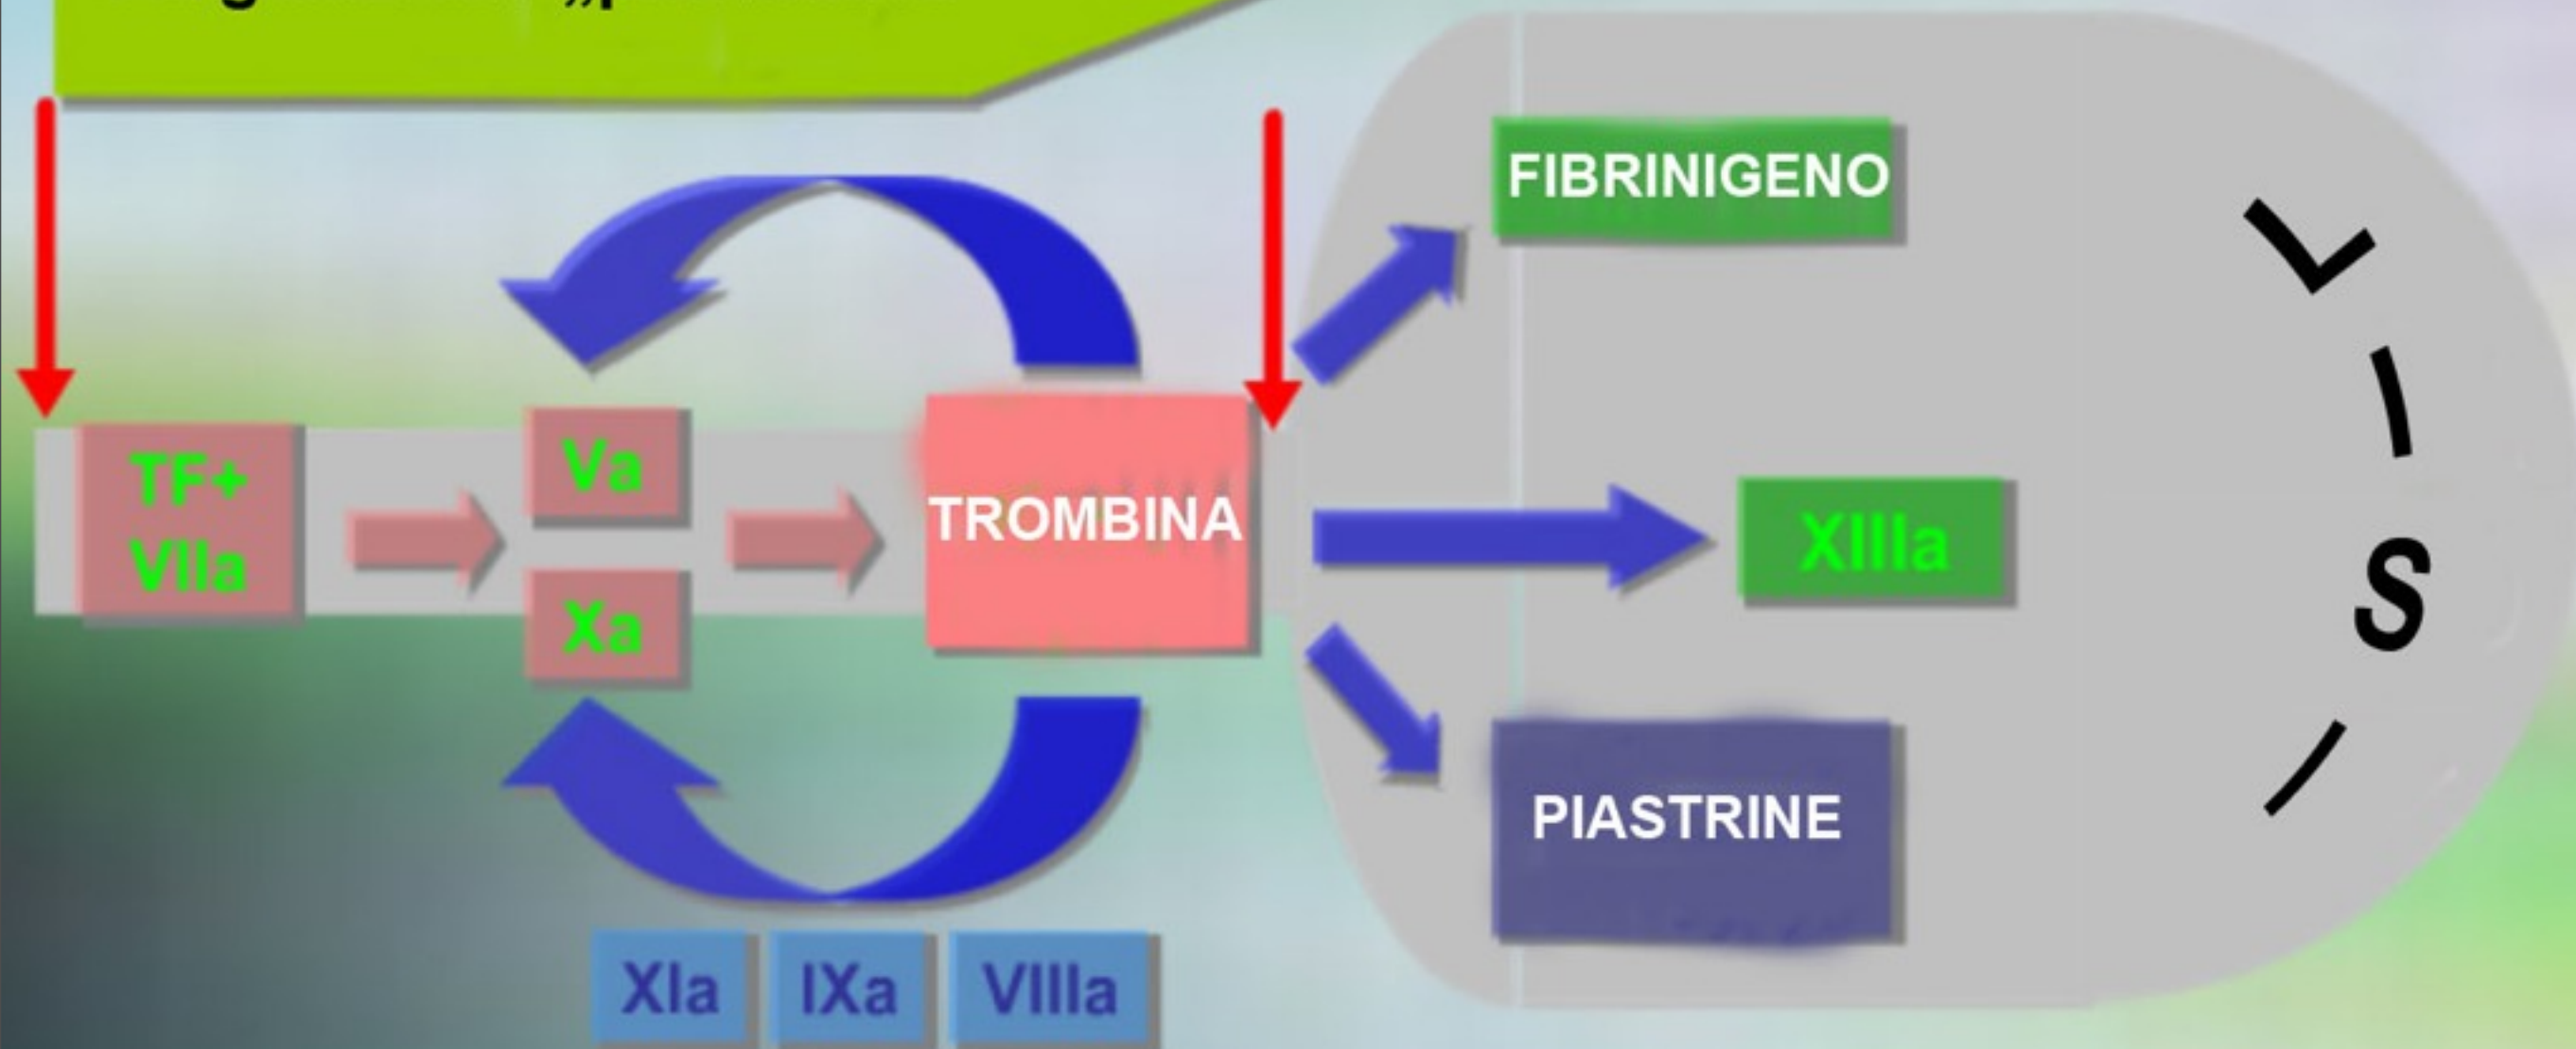 FIBRINIGENO
TF+
VIIa
Va
Xa
TROMBINA
XIIIa
PIASTRINE
XIa IXa VIIIa
L
I
S
I